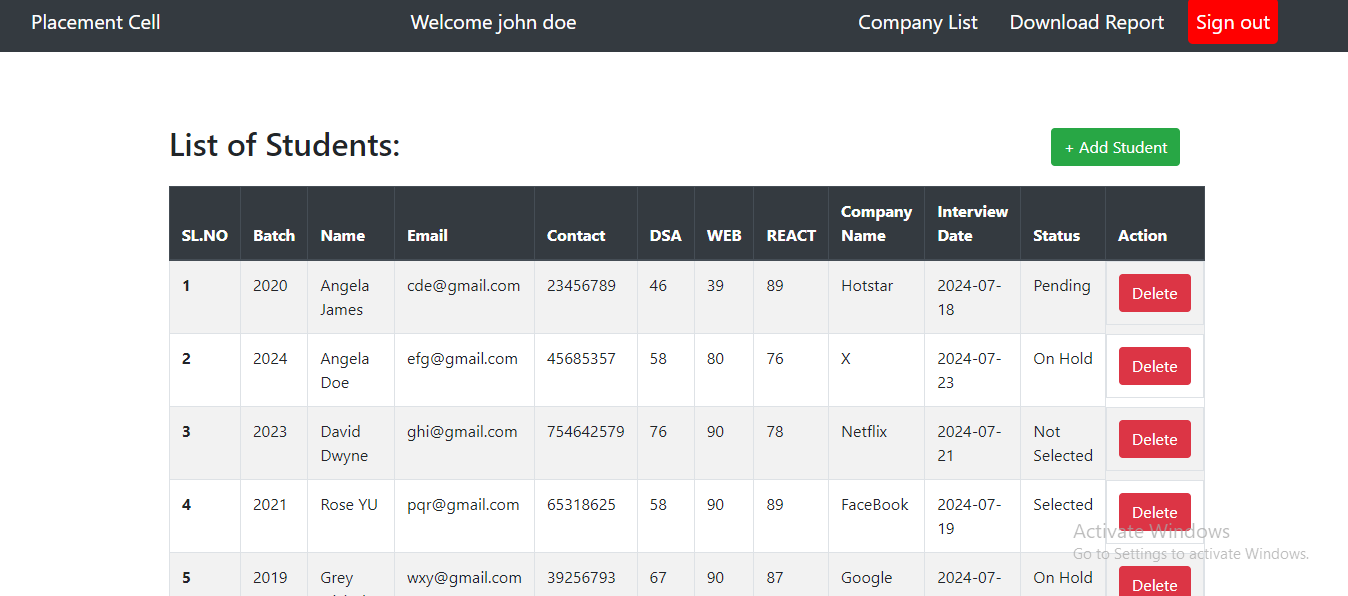 Placement Cell Welcome john doe Company List Download Report Sign out
List of Students:
+ Add Student
SL.NO Batch Name Email Contact DSA WEB REACT Company Name Interview Date Status Action
1 2020 Angela James cde@gmail.com 23456789 46 39 89 Hotstar 2024-07-18 Pending Delete
2 2024 Angela Doe efg@gmail.com 45685357 58 80 76 X 2024-07-23 On Hold Delete
3 2023 David Dwyne ghi@gmail.com 754642579 76 90 78 Netflix 2024-07-21 Not Selected Delete
4 2021 Rose YU pqr@gmail.com 65318625 58 90 89 FaceBook 2024-07-19 Selected Delete
Activate Windows
Go to Settings to activate Windows.
5 2019 Grey wxy@gmail.com 39256793 67 90 87 Google 2024-07- On Hold Delete